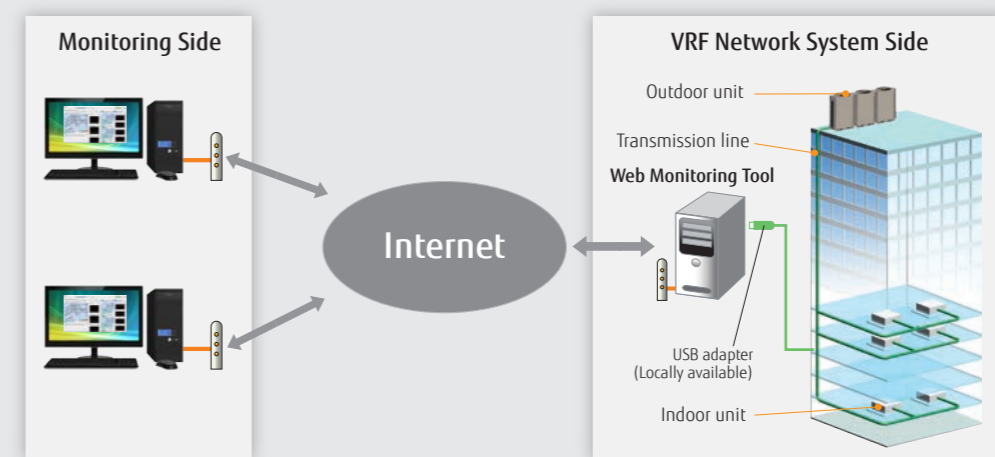 Monitoring Side
Internet
VRF Network System Side
Outdoor unit
Transmission line
Web Monitoring Tool
USB adapter
(Locally available)
Indoor unit